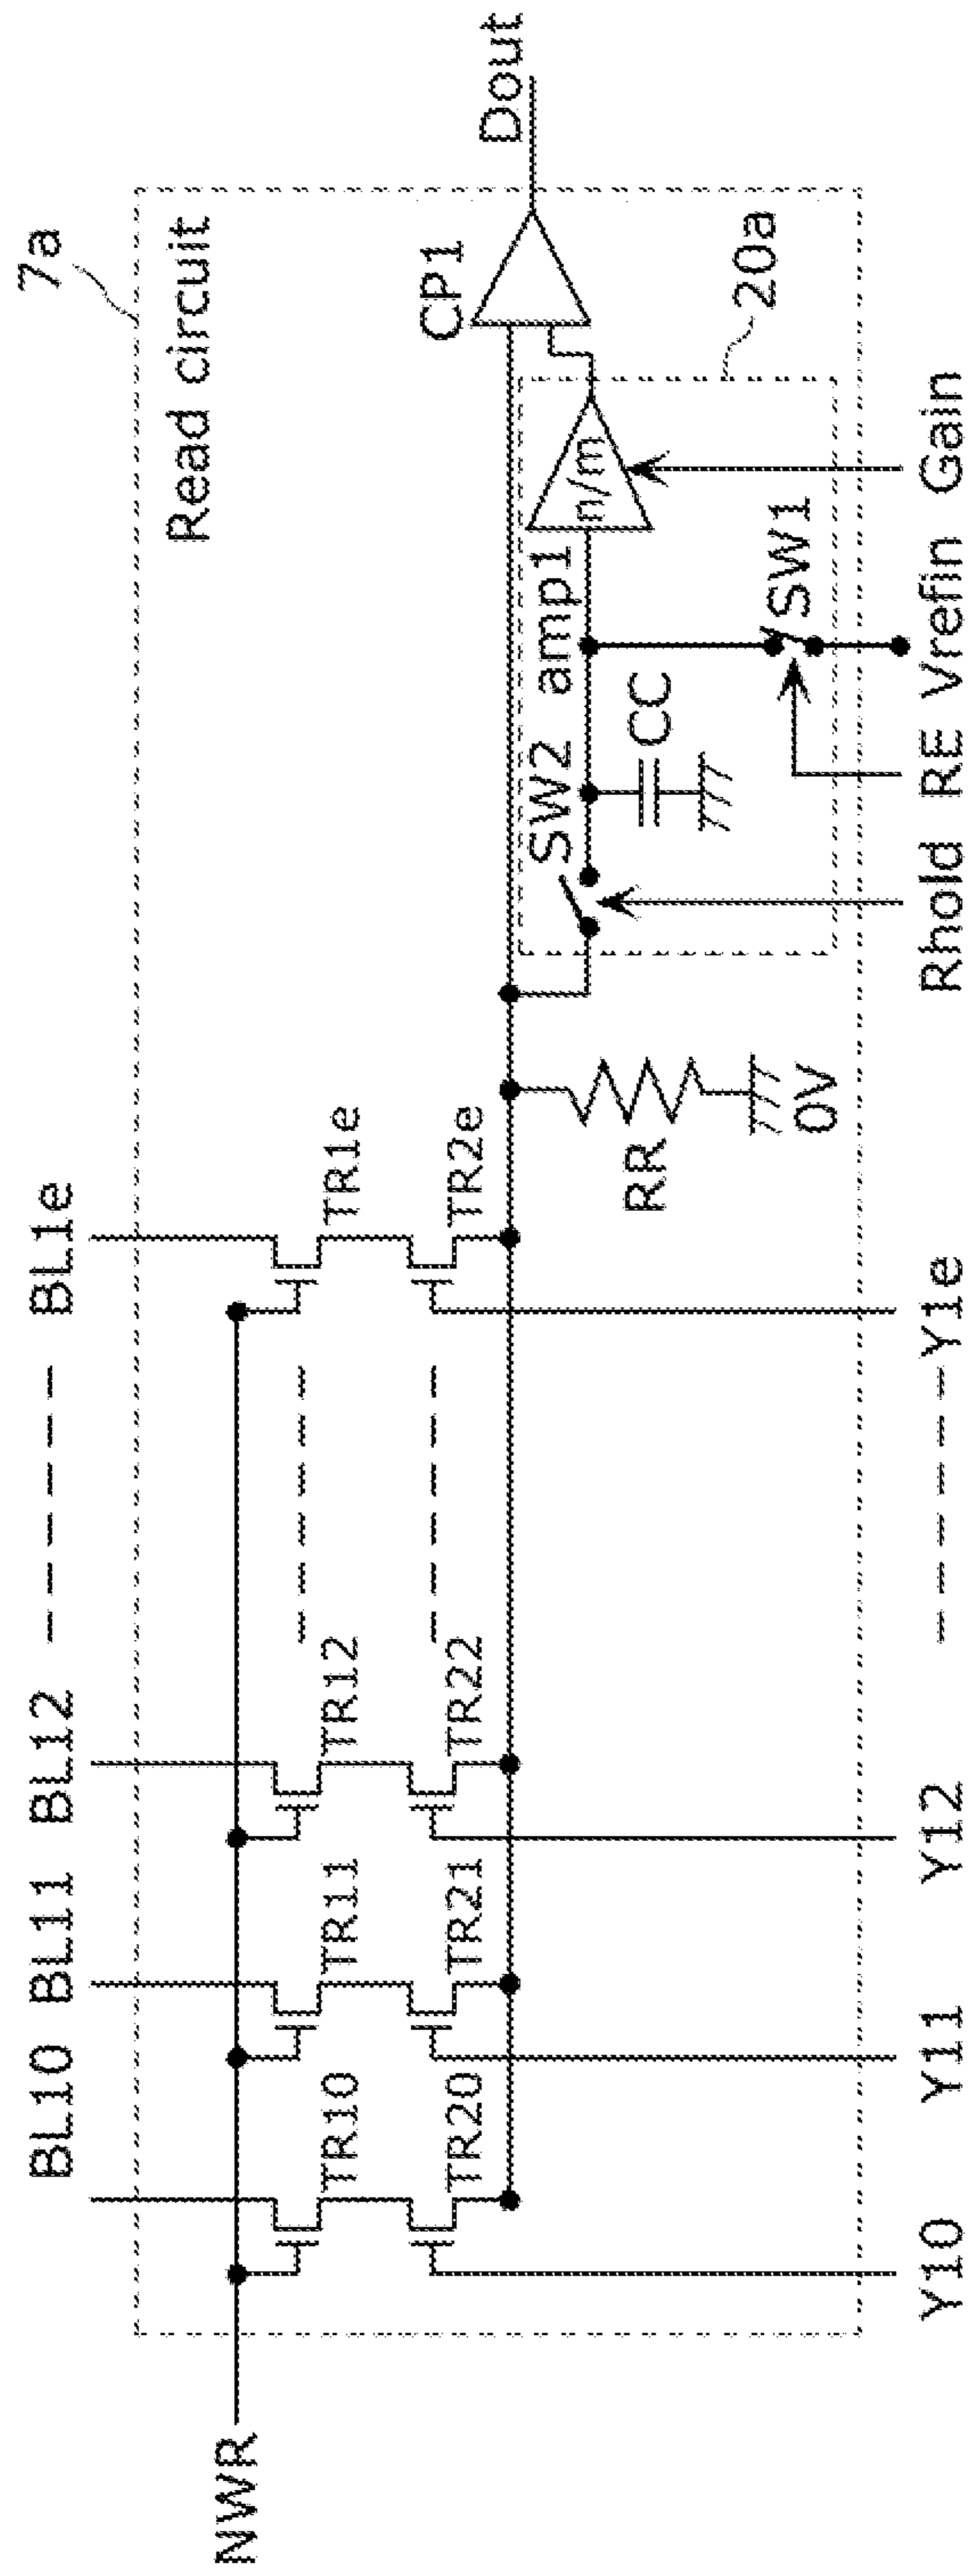 7a
Read circuit
BL10
BL11
BL12
BL1e
NWR
TR10
TR11
TR12
TR1e
TR20
TR21
TR22
TR2e
CP1
Dout
SW2
amp1
n/m
CC
SW1
RR
0V
20a
Y10
Y11
Y12
Y1e
Rhold
RE
Vrefin
Gain